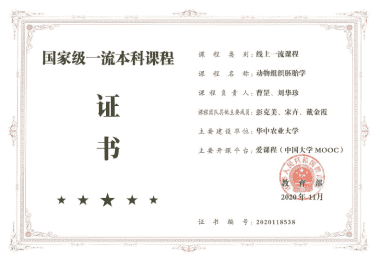 国家级一流本科课程
证
书
课程类别：线上一流课程
课程名称：动物组织胚胎学
课程负责人：曹罡、刘华珍
课程团队其他主要成员：彭克美、宋卉、戴金霞
主要建设单位：华中农业大学
主要开课平台：爱课程（中国大学MOOC）
教育部
2020年11月
证书编号：2020118538